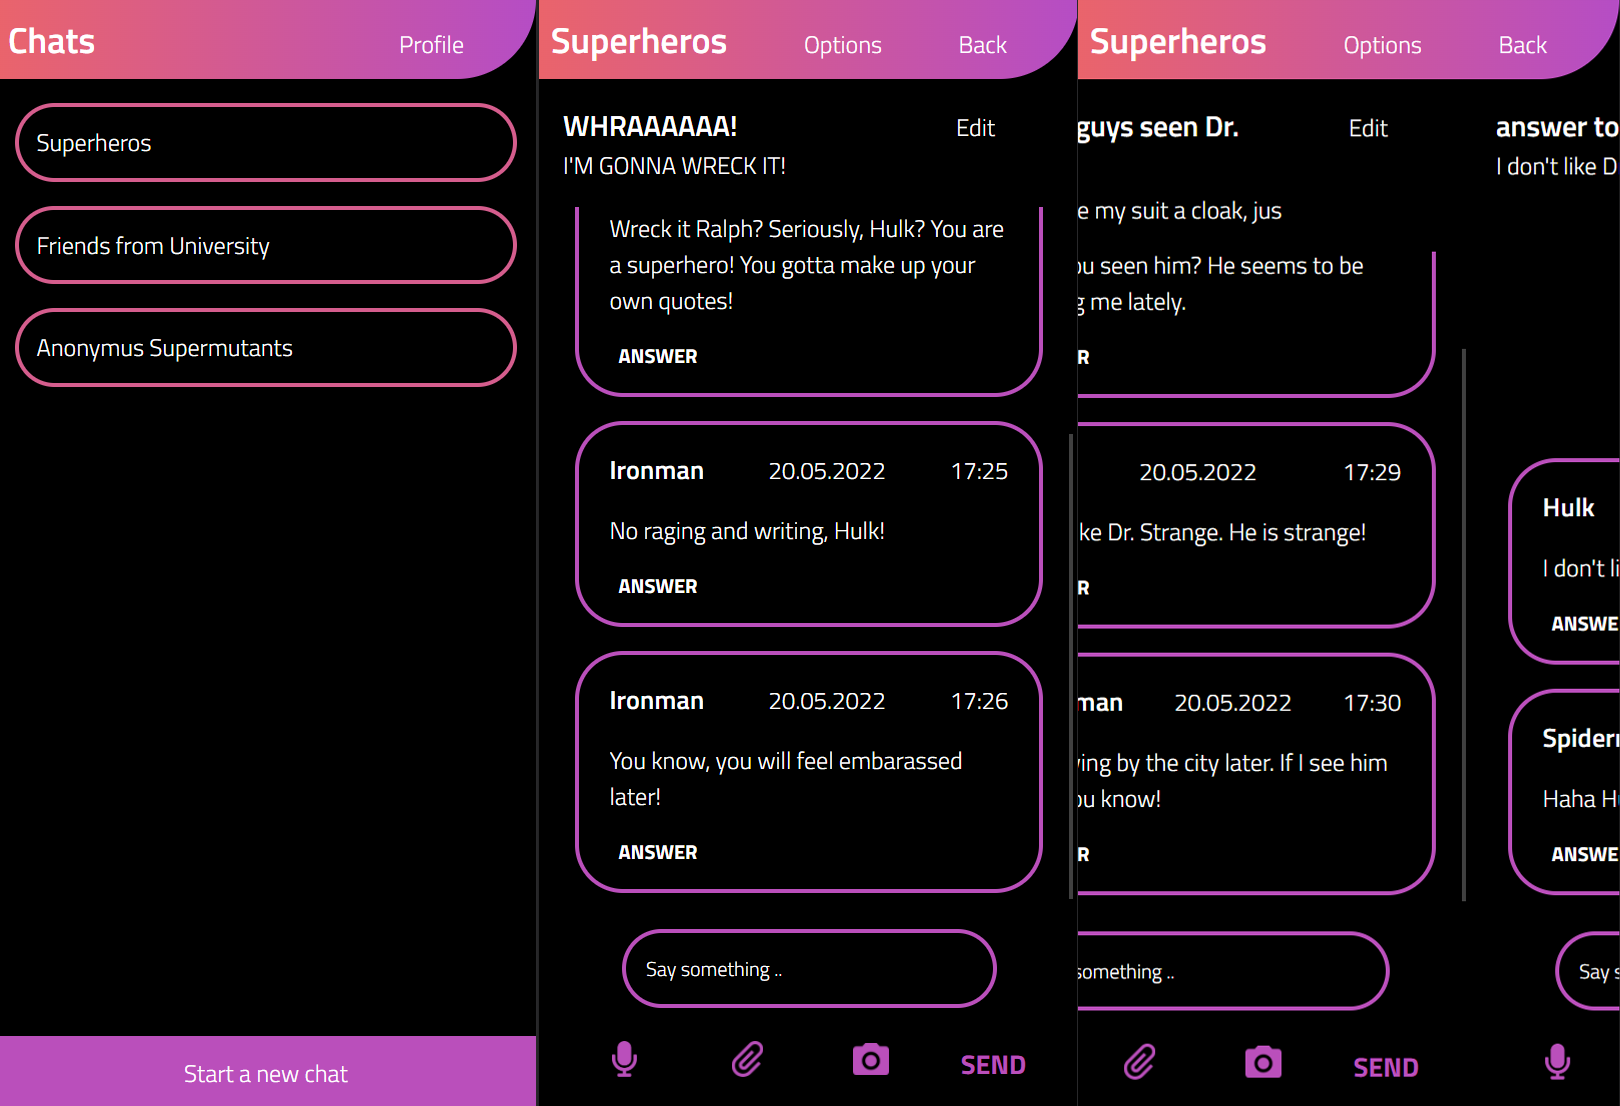 Chats
Profile
Superheros
Friends from University
Anonymus Supermutants
Start a new chat
Superheros
Options
Back
WHRAAAAAA!
Edit
I'M GONNA WRECK IT!
Wreck it Ralph? Seriously, Hulk? You are
a superhero! You gotta make up your
own quotes!
ANSWER
Ironman 20.05.2022 17:25
No raging and writing, Hulk!
ANSWER
Ironman 20.05.2022 17:26
You know, you will feel embarassed
later!
ANSWER
Say something ..
SEND
Superheros
Options
Back
guys seen Dr.
Edit
e my suit a cloak, jus
ou seen him? He seems to be
g me lately.
R
20.05.2022 17:29
ke Dr. Strange. He is strange!
R
man 20.05.2022 17:30
ying by the city later. If I see him
ou know!
R
something ..
SEND
answer to
I don't like D
Hulk
I don't li
ANSWE
Spider
Haha H
ANSWE
Say s